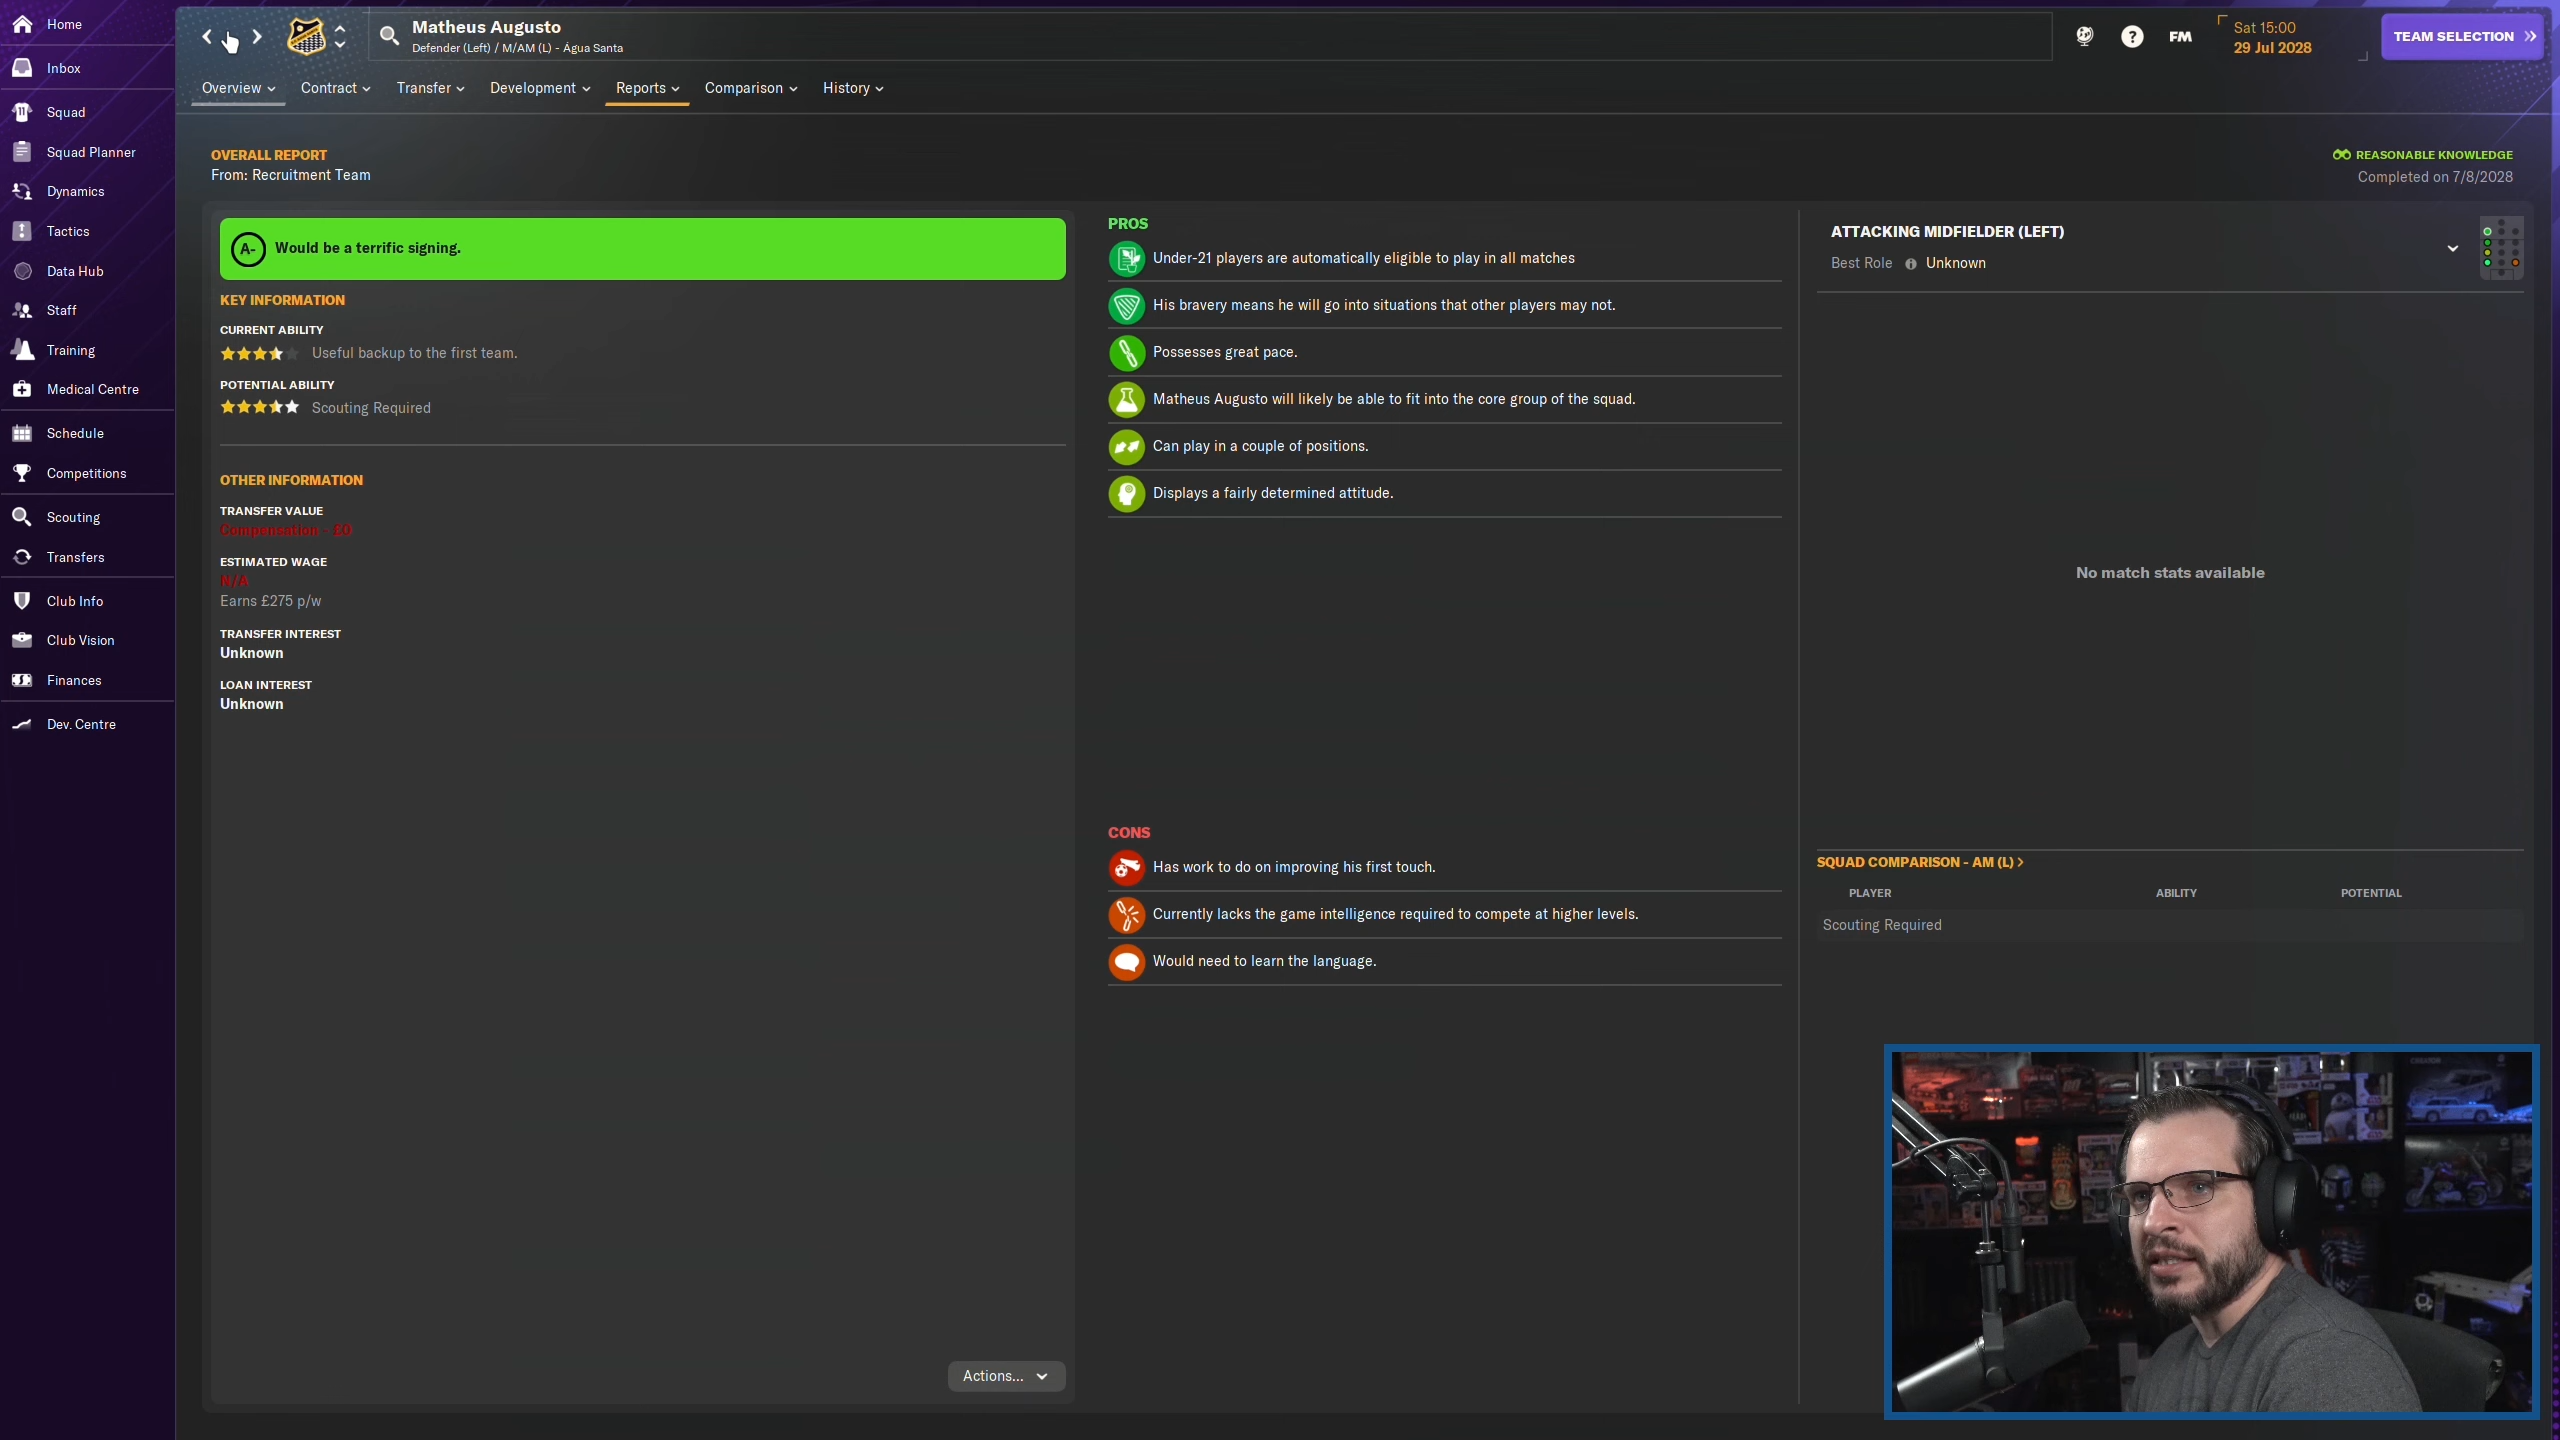 Home
Inbox
Squad
Squad Planner
Dynamics
Tactics
Data Hub
Staff
Training
Medical Centre
Schedule
Competitions
Scouting
Transfers
Club Info
Club Vision
Finances
Dev. Centre
Matheus Augusto
Defender (Left) / M/AM (L) - Água Santa
FM
Sat 15:00
29 Jul 2028
TEAM SELECTION
Overview
Contract
Transfer
Development
Reports
Comparison
History
OVERALL REPORT
From: Recruitment Team
REASONABLE KNOWLEDGE
Completed on 7/8/2028
A- Would be a terrific signing.
KEY INFORMATION
CURRENT ABILITY
Useful backup to the first team.
POTENTIAL ABILITY
Scouting Required
OTHER INFORMATION
TRANSFER VALUE
Compensation - £0
ESTIMATED WAGE
N/A
Earns £275 p/w
TRANSFER INTEREST
Unknown
LOAN INTEREST
Unknown
Actions...
PROS
Under-21 players are automatically eligible to play in all matches
His bravery means he will go into situations that other players may not.
Possesses great pace.
Matheus Augusto will likely be able to fit into the core group of the squad.
Can play in a couple of positions.
Displays a fairly determined attitude.
CONS
Has work to do on improving his first touch.
Currently lacks the game intelligence required to compete at higher levels.
Would need to learn the language.
ATTACKING MIDFIELDER (LEFT)
Best Role Unknown
No match stats available
SQUAD COMPARISON - AM (L) >
PLAYER ABILITY POTENTIAL
Scouting Required